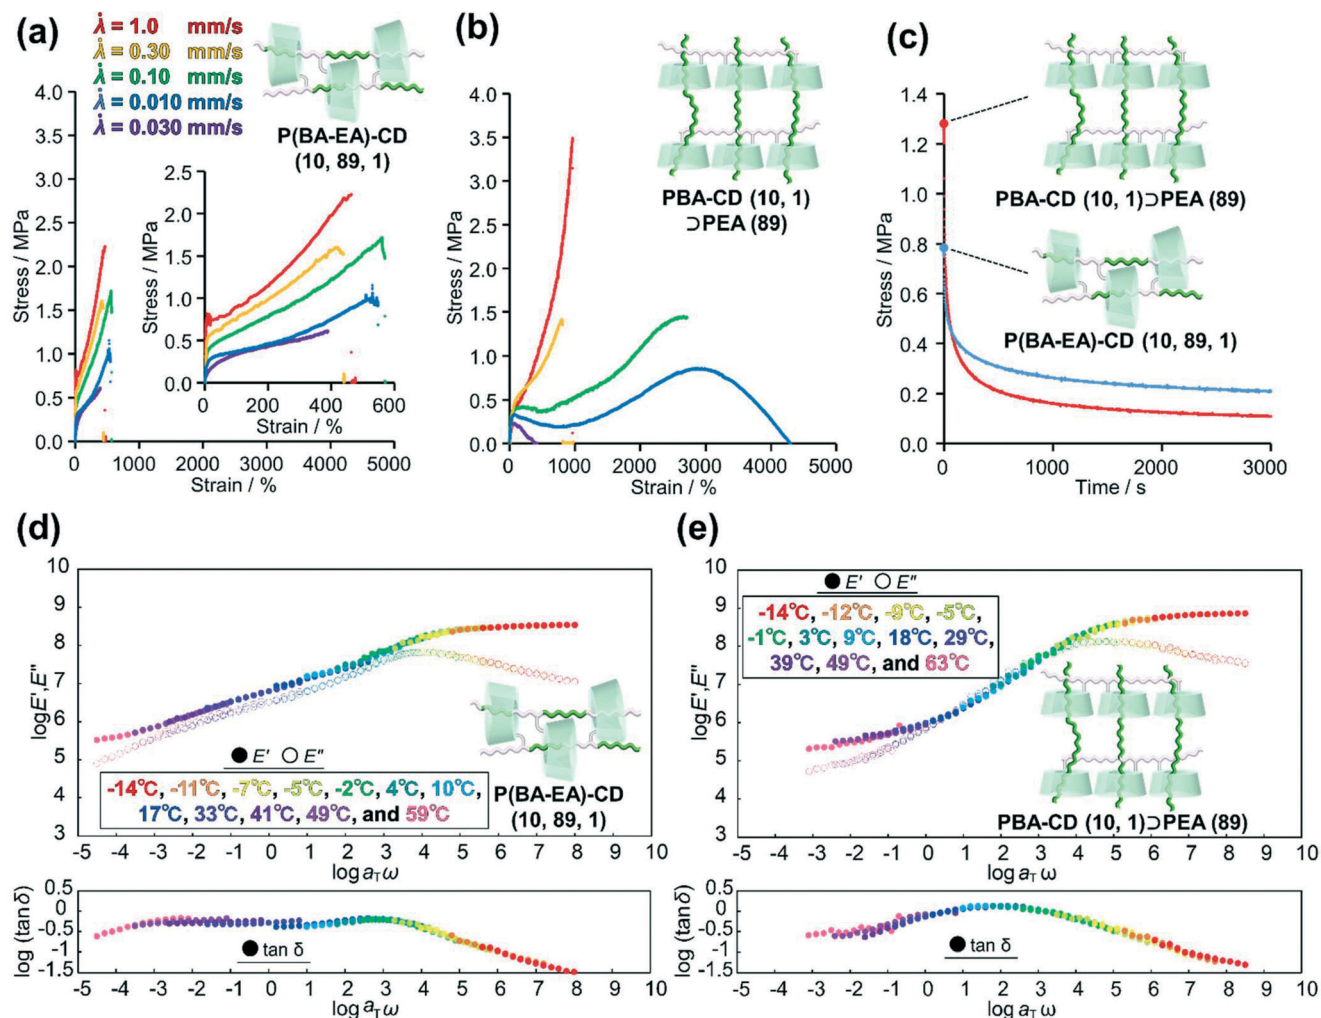 (a)
λ̇ = 1.0 mm/s
λ̇ = 0.30 mm/s
λ̇ = 0.10 mm/s
λ̇ = 0.010 mm/s
λ̇ = 0.030 mm/s
P(BA-EA)-CD
(10, 89, 1)
4.0
3.5
3.0
2.5
2.0
1.5
1.0
0.5
0.0
Stress / MPa
0 1000 2000 3000 4000 5000
Strain / %
2.5
2.0
1.5
1.0
0.5
0.0
Stress / MPa
0 200 400 600
Strain / %
(b)
PBA-CD (10, 1)
⊃PEA (89)
4.0
3.5
3.0
2.5
2.0
1.5
1.0
0.5
0.0
Stress / MPa
0 1000 2000 3000 4000 5000
Strain / %
(c)
PBA-CD (10, 1)⊃PEA (89)
P(BA-EA)-CD (10, 89, 1)
1.4
1.2
1.0
0.8
0.6
0.4
0.2
0.0
Stress / MPa
0 1000 2000 3000
Time / s
(d)
10
9
8
7
6
5
4
3
logE′, E″
E′ E″
-14℃, -11℃, -7℃, -5℃, -2℃, 4℃, 10℃,
17℃, 33℃, 41℃, 49℃, and 59℃
P(BA-EA)-CD
(10, 89, 1)
-5 -4 -3 -2 -1 0 1 2 3 4 5 6 7 8 9 10
log aTω
0.5
0
-0.5
-1
-1.5
log (tan δ)
tan δ
-5 -4 -3 -2 -1 0 1 2 3 4 5 6 7 8 9 10
log aTω
(e)
10
9
8
7
6
5
4
3
logE′, E″
E′ E″
-14℃, -12℃, -9℃, -5℃,
-1℃, 3℃, 9℃, 18℃, 29℃,
39℃, 49℃, and 63℃
PBA-CD (10, 1)⊃PEA (89)
-5 -4 -3 -2 -1 0 1 2 3 4 5 6 7 8 9 10
log aTω
0.5
0
-0.5
-1
-1.5
log (tan δ)
tan δ
-5 -4 -3 -2 -1 0 1 2 3 4 5 6 7 8 9 10
log aTω